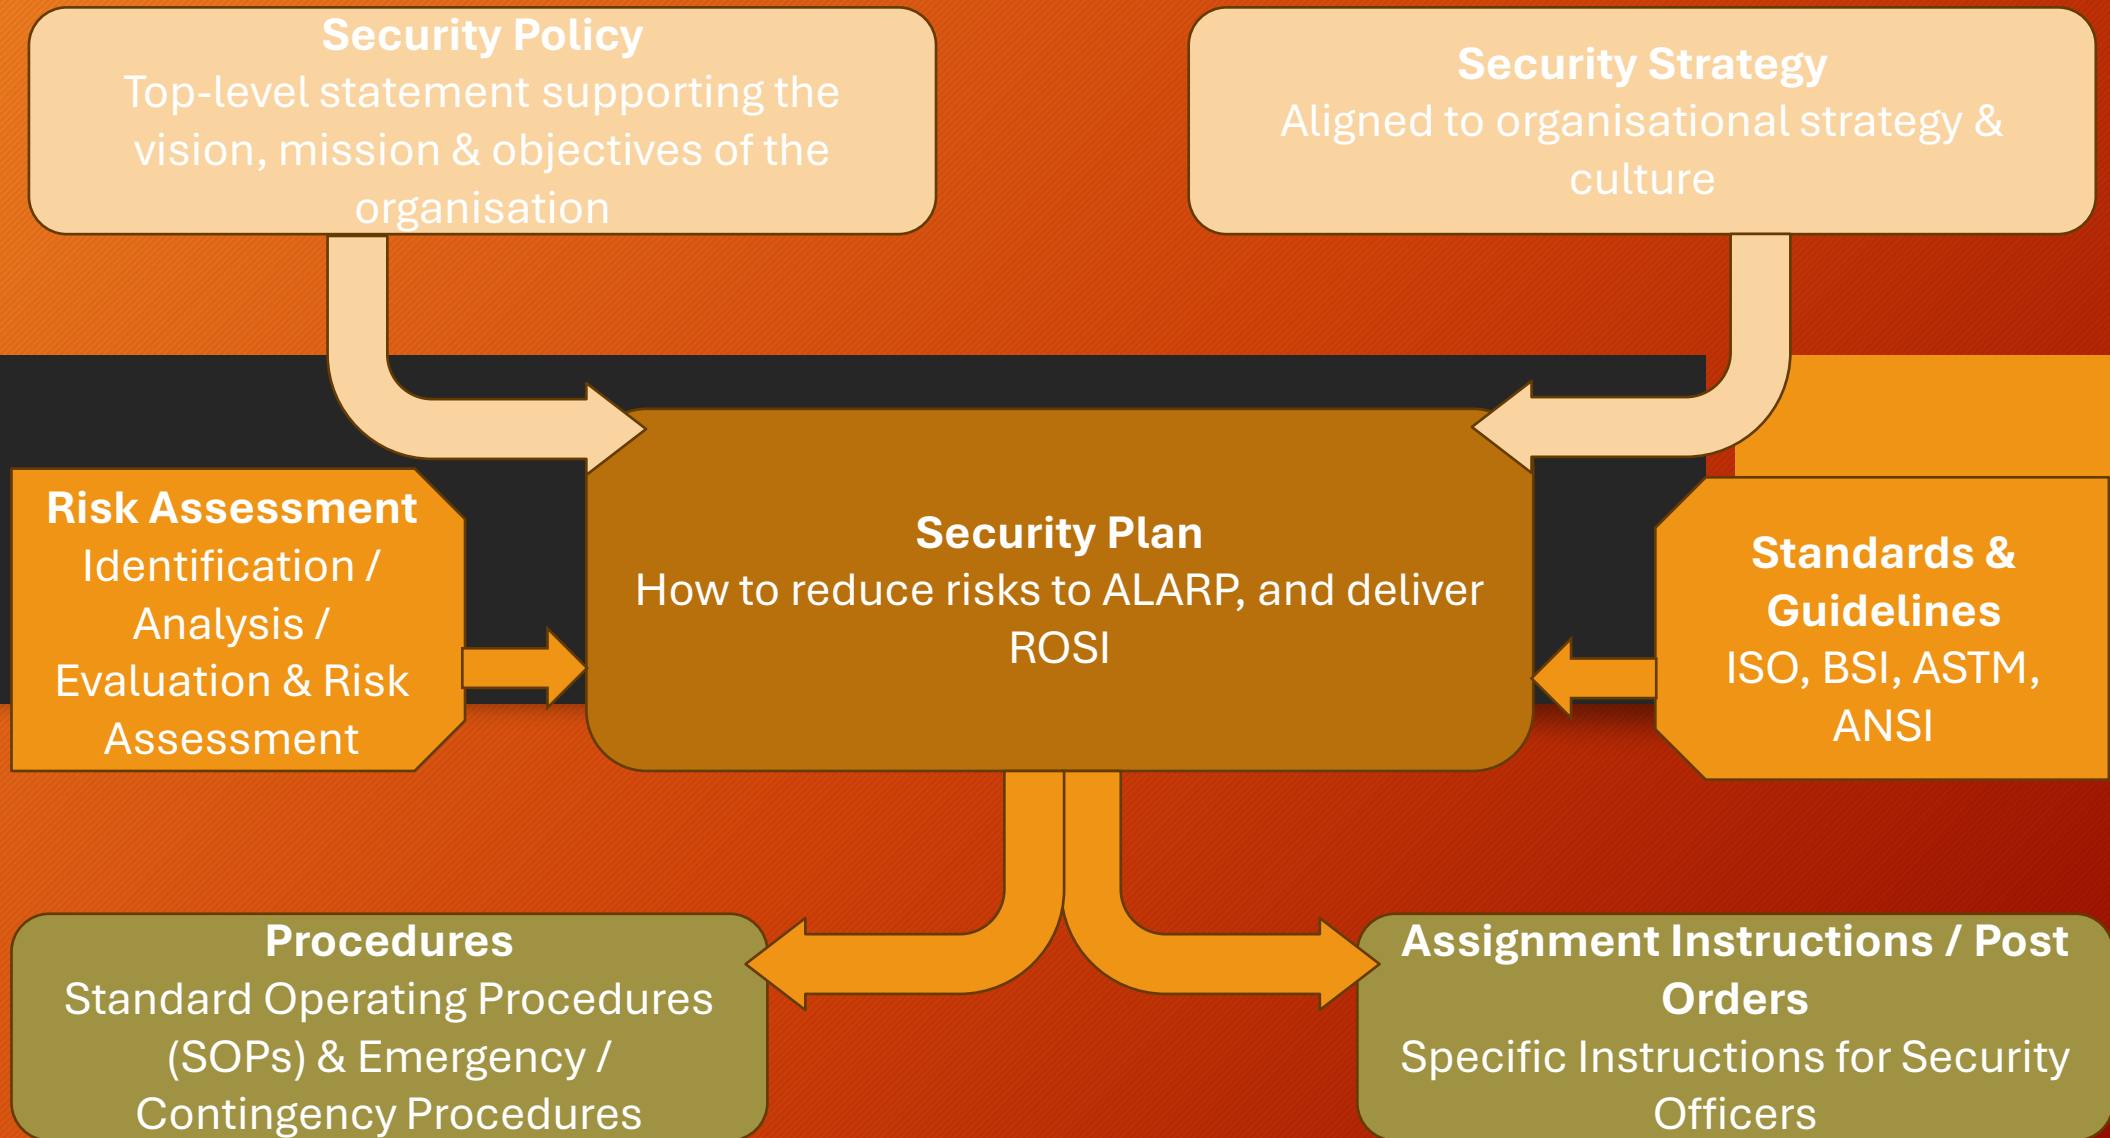 Security Policy
Top-level statement supporting the
vision, mission & objectives of the
organisation
Security Strategy
Aligned to organisational strategy &
culture
Risk Assessment
Identification /
Analysis /
Evaluation & Risk
Assessment
Security Plan
How to reduce risks to ALARP, and deliver
ROSI
Standards &
Guidelines
ISO, BSI, ASTM,
ANSI
Procedures
Standard Operating Procedures
(SOPs) & Emergency /
Contingency Procedures
Assignment Instructions / Post
Orders
Specific Instructions for Security
Officers